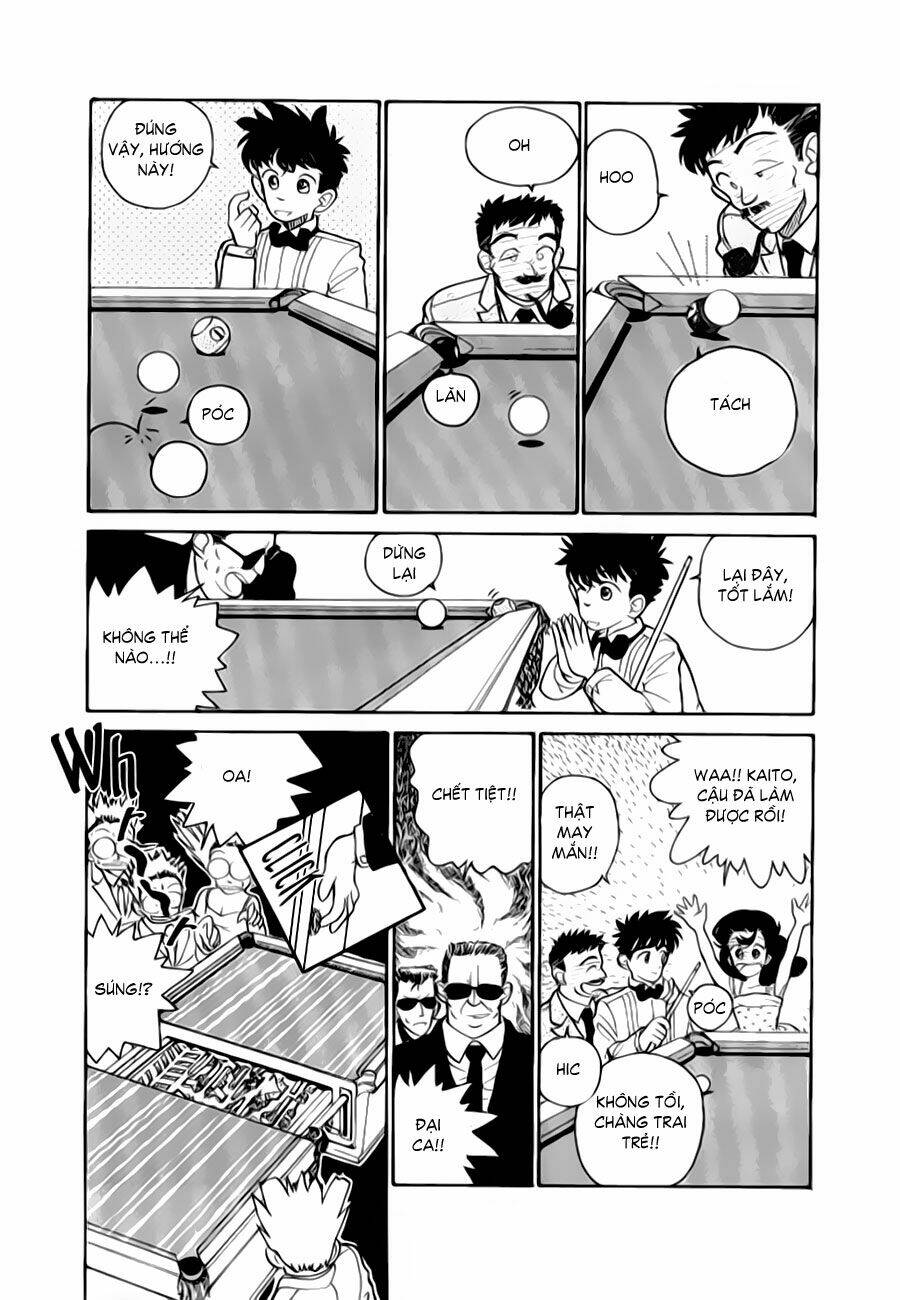 HOO
TÁCH
OH
LĂN
ĐÚNG
VẬY, HƯỚNG
NÀY!
PÓC
LẠI ĐÂY,
TỐT LẮM!
DỪNG
LẠI
KHÔNG THỂ
NÀO...!!
WAA!! KAITO,
CẬU ĐÃ LÀM
ĐƯỢC RỒI!
THẬT
MAY
MẮN!!
PÓC
HIC
KHÔNG TỒI,
CHÀNG TRAI
TRẺ!!
CHẾT TIỆT!!
ĐẠI
CA!!
CLICK
OA!
Wh
SÚNG!?